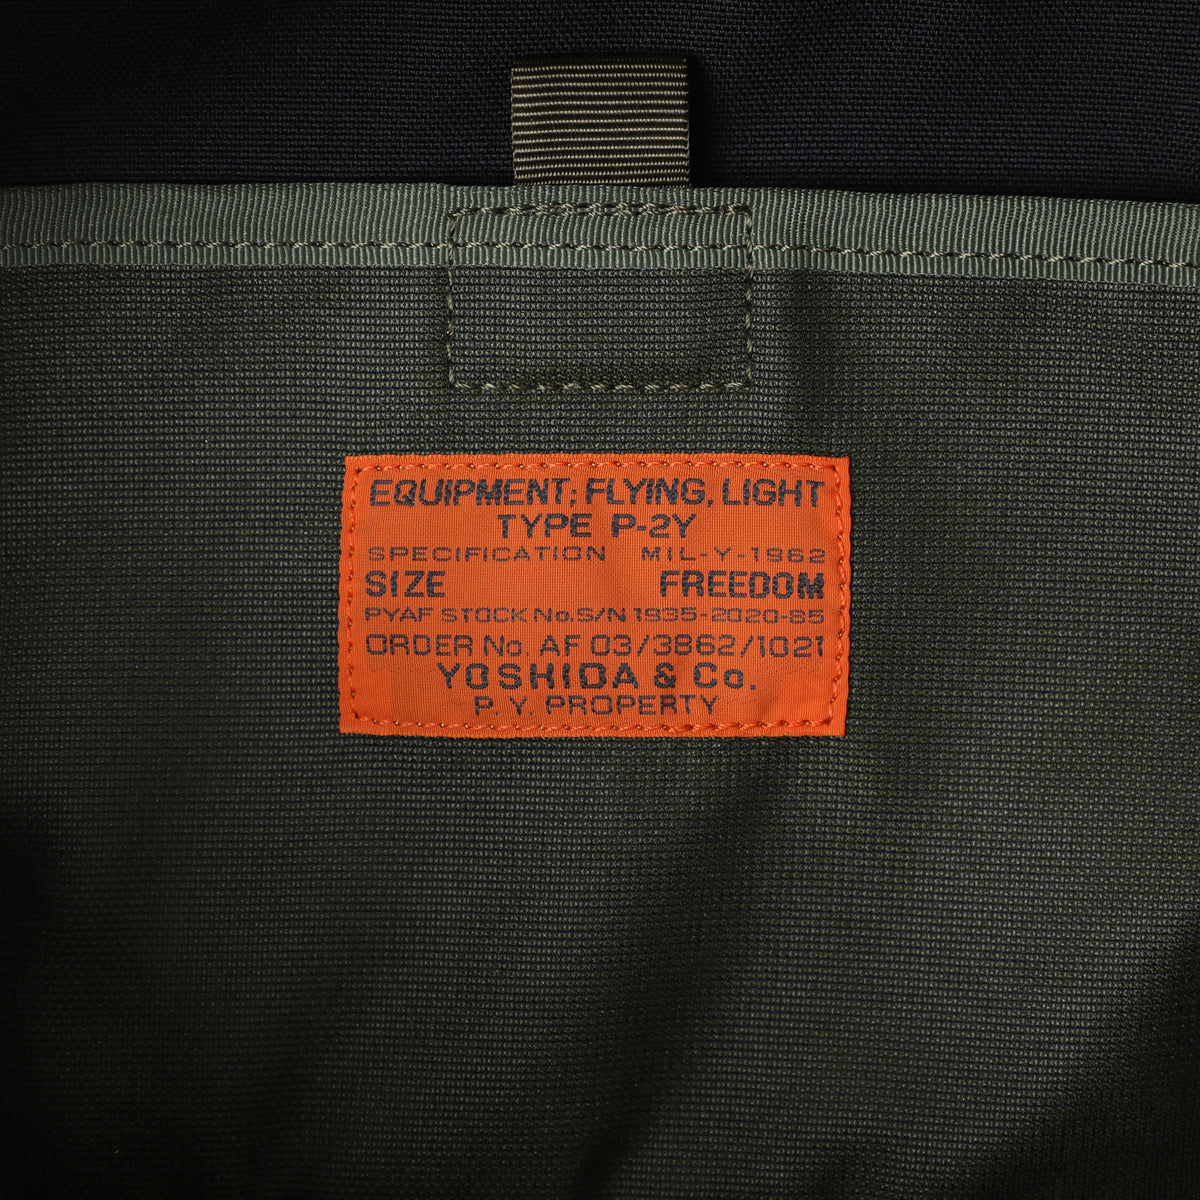 EQUIPMENT; FLYING, LIGHT
TYPE P-2Y
SPECIFICATION MIL-Y-1962
SIZE FREEDOM
PYAF STOCK No.S/N 1935-2020-85
ORDER No. AF 03/3862/1021
YOSHIDA & Co.
P. Y. PROPERTY